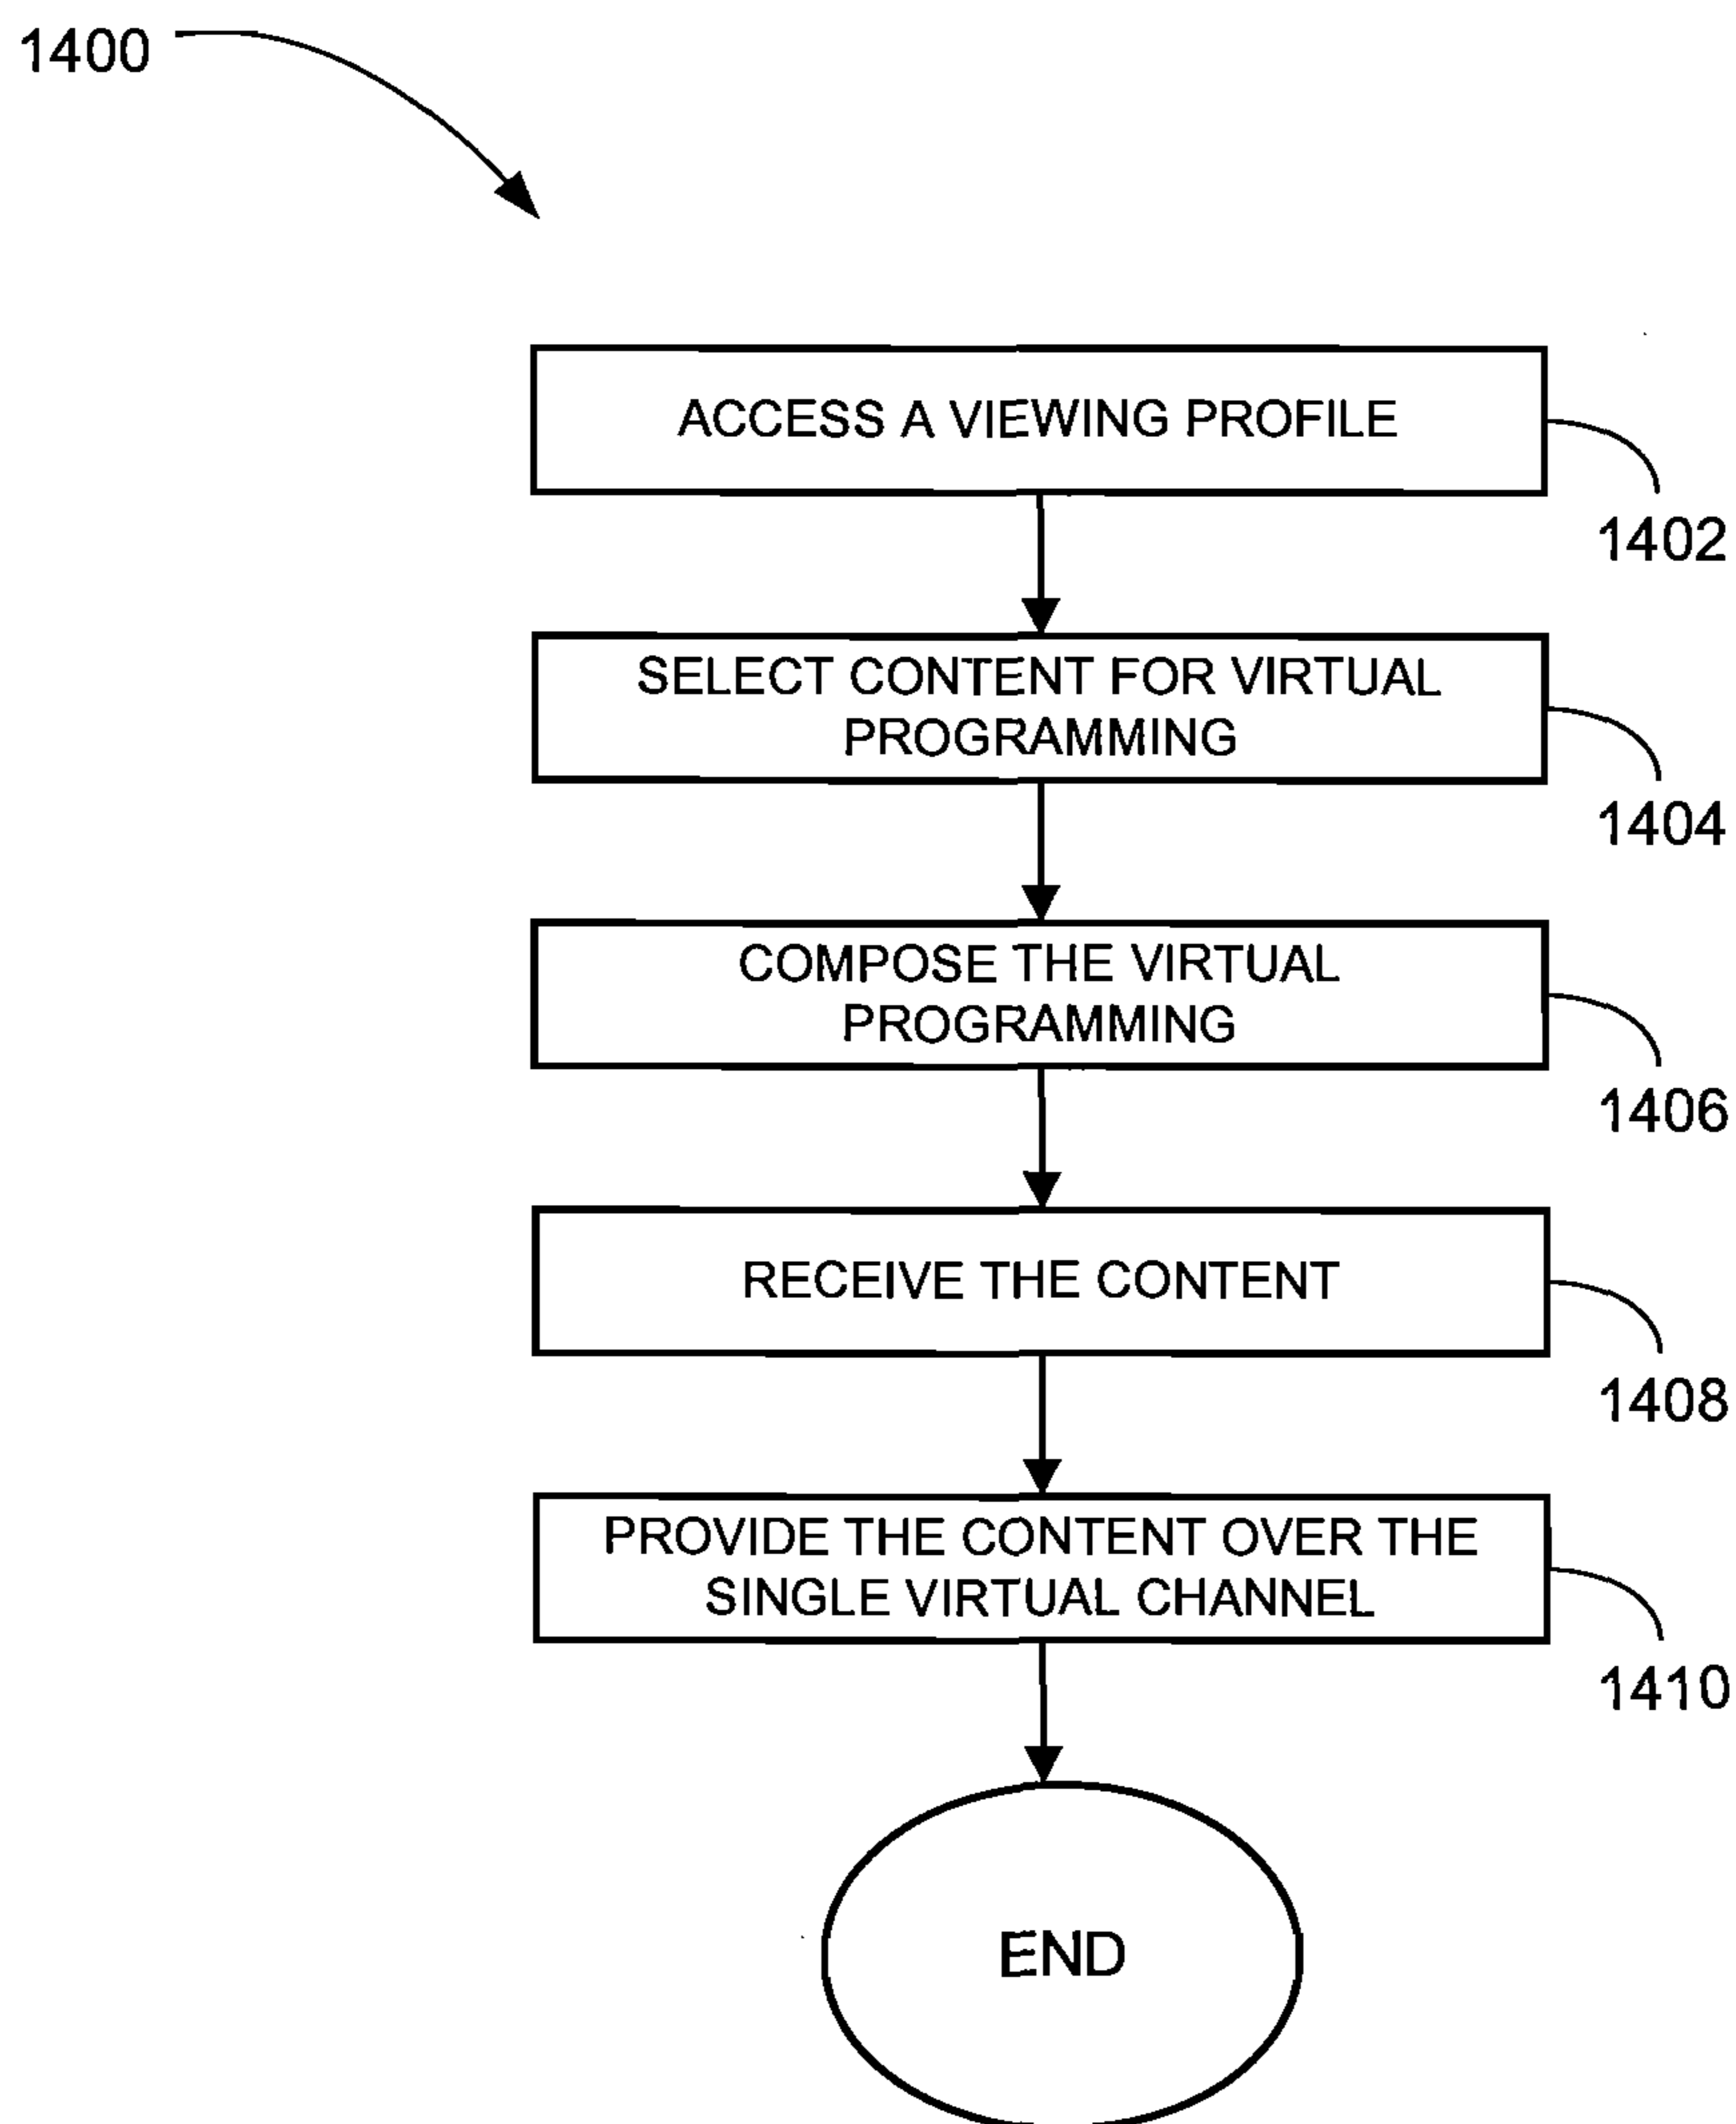 1400
ACCESS A VIEWING PROFILE
1402
SELECT CONTENT FOR VIRTUAL
PROGRAMMING
1404
COMPOSE THE VIRTUAL
PROGRAMMING
1406
RECEIVE THE CONTENT
1408
PROVIDE THE CONTENT OVER THE
SINGLE VIRTUAL CHANNEL
1410
END